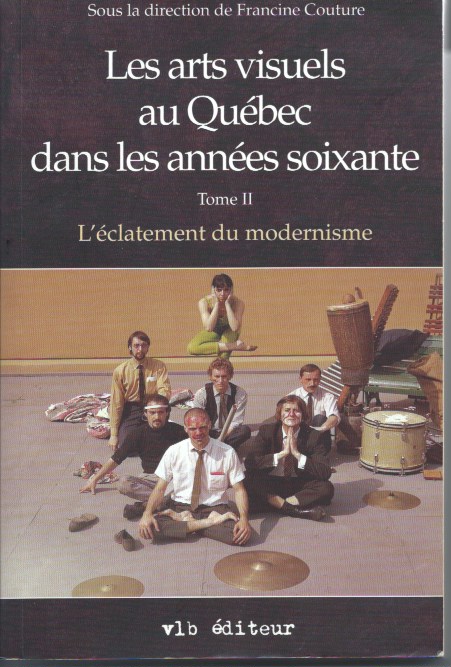 Sous la direction de Francine Couture
Les arts visuels
au Québec
dans les années soixante
Tome II
L'éclatement du modernisme
vlb éditeur